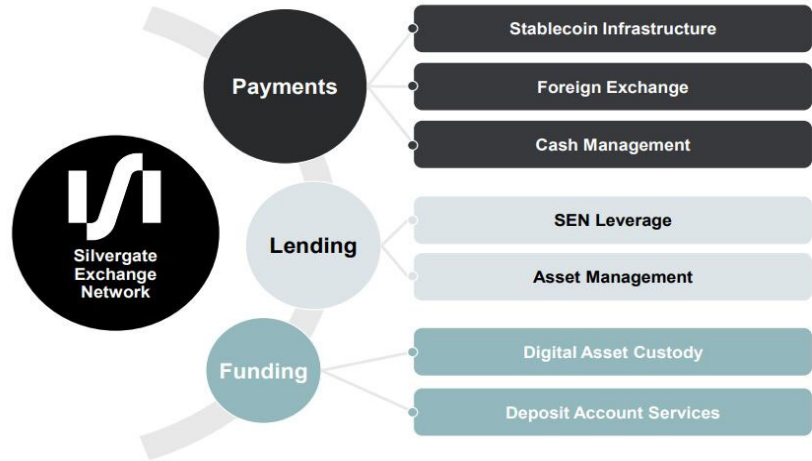 Silvergate
Exchange
Network
Payments
Stablecoin Infrastructure
Foreign Exchange
Cash Management
Lending
SEN Leverage
Asset Management
Funding
Digital Asset Custody
Deposit Account Services